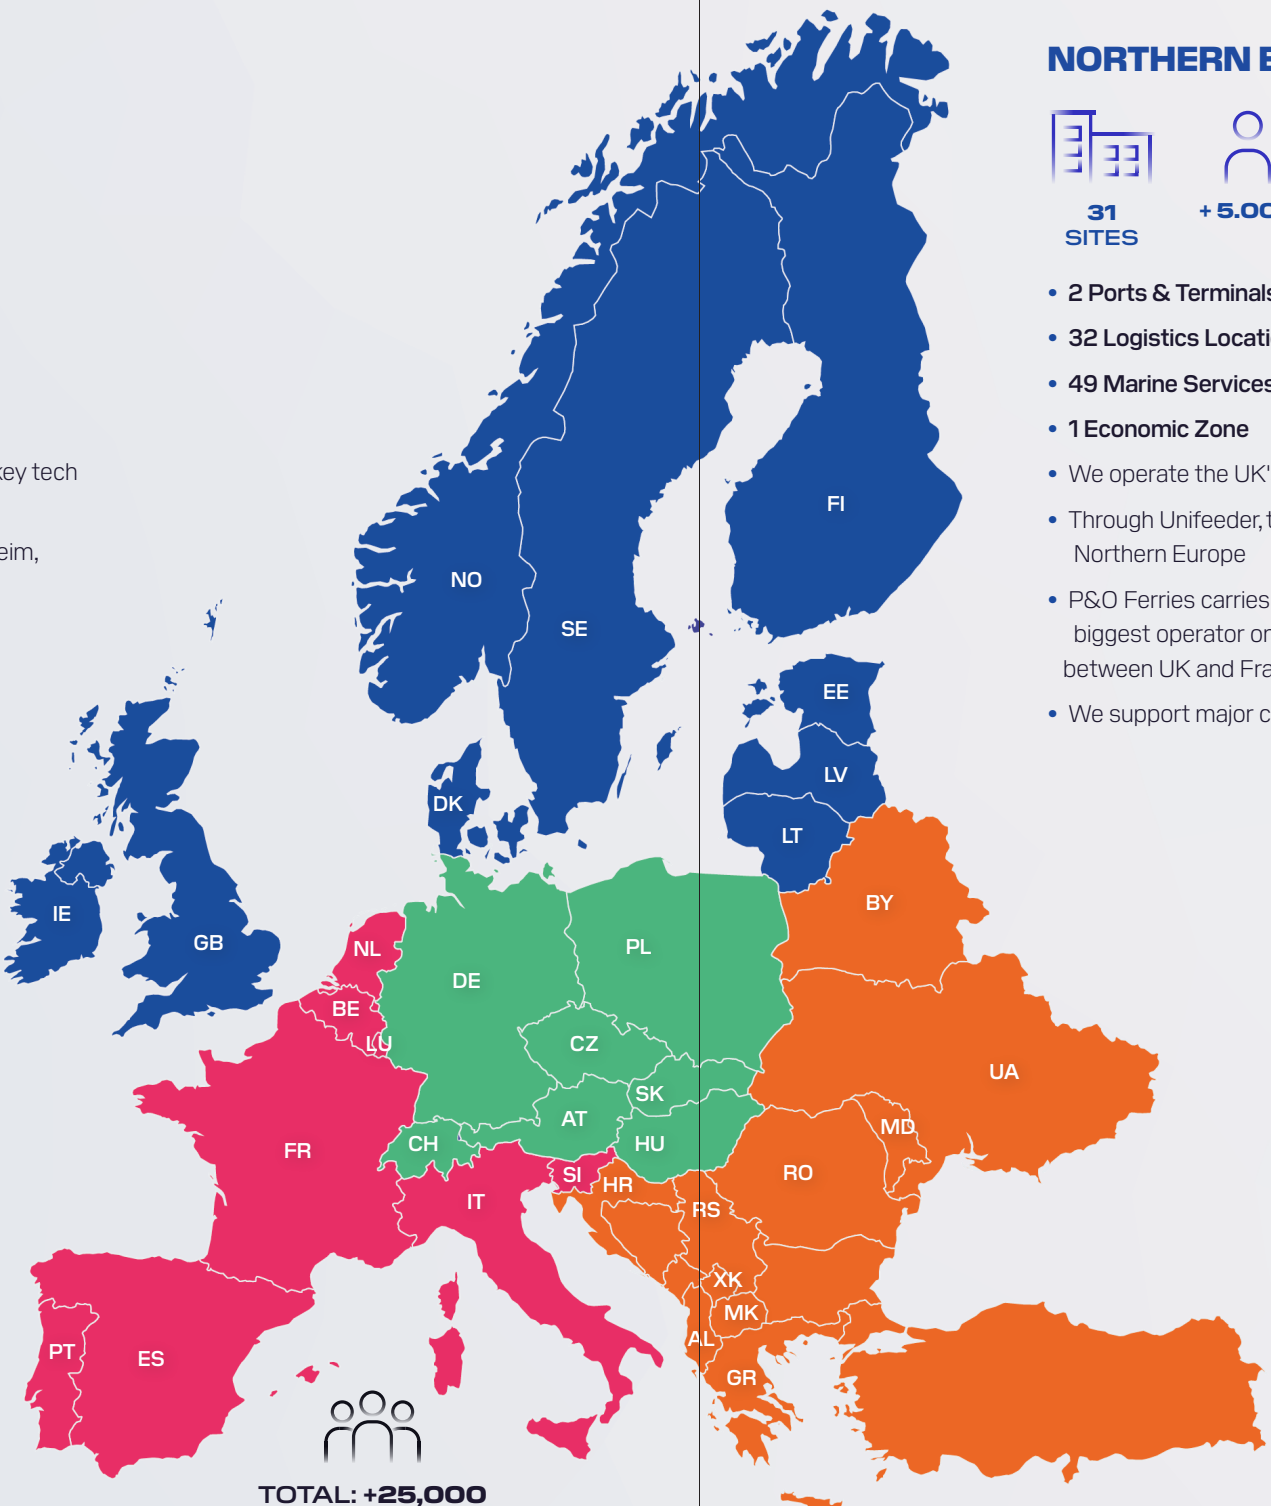 key tech
eim,
NO
SE
FI
EE
LV
LT
DK
IE
GB
NL
BE
LU
DE
PL
CZ
SK
AT
HU
CH
FR
IT
SI
HR
RS
XK
MK
AL
GR
PT
ES
BY
UA
MD
RO
TOTAL: +25,000
NORTHERN E
31
SITES
+ 5.00
• 2 Ports & Terminals
• 32 Logistics Locati
• 49 Marine Services
• 1 Economic Zone
• We operate the UK'
• Through Unifeeder, t
Northern Europe
• P&O Ferries carries
biggest operator on
between UK and Fra
• We support major c